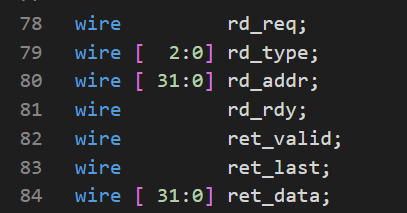 78 wire rd_req;
79 wire [ 2:0] rd_type;
80 wire [ 31:0] rd_addr;
81 wire rd_rdy;
82 wire ret_valid;
83 wire ret_last;
84 wire [ 31:0] ret_data;